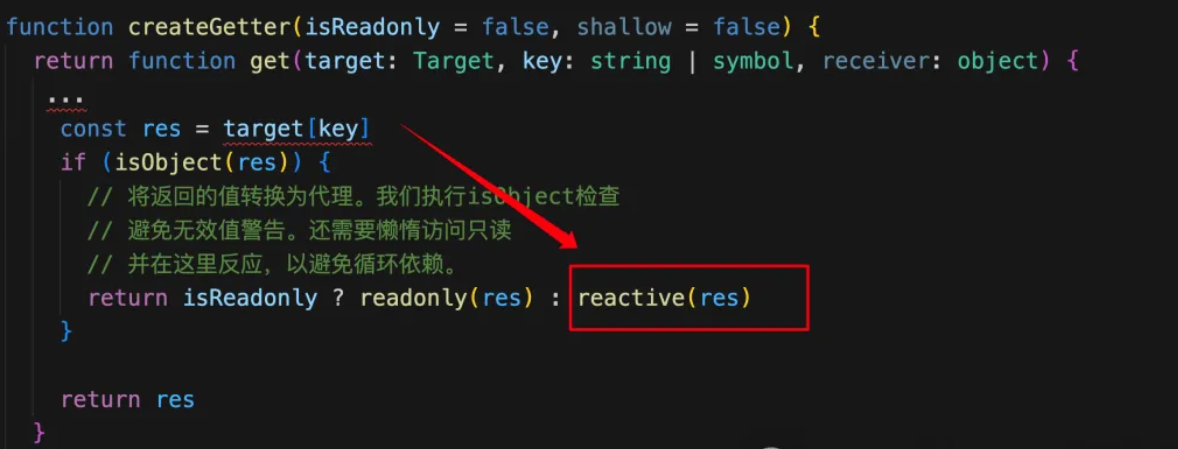 function createGetter(isReadonly = false, shallow = false) {
return function get(target: Target, key: string | symbol, receiver: object) {
...
const res = target[key]
if (isObject(res)) {
// 将返回的值转换为代理。我们执行isObject检查
// 避免无效值警告。还需要懒惰访问只读
// 并在这里反应，以避免循环依赖。
return isReadonly ? readonly(res) : reactive(res)
}
return res
}